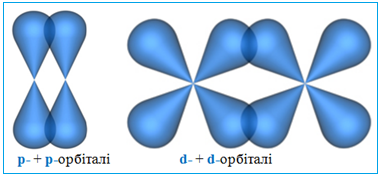 p- + p-орбіталі
d- + d-орбіталі